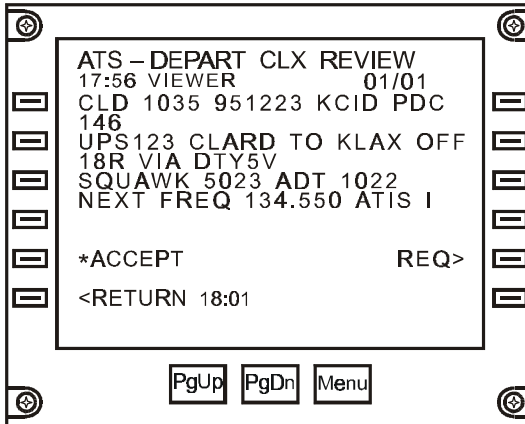 ATS – DEPART CLX REVIEW
17:56 VIEWER 01/01
CLD 1035 951223 KCID PDC
146
UPS123 CLARD TO KLAX OFF
18R VIA DTY5V
SQUAWK 5023 ADT 1022
NEXT FREQ 134.550 ATIS I
*ACCEPT REQ>
<RETURN 18:01
PgUp PgDn Menu